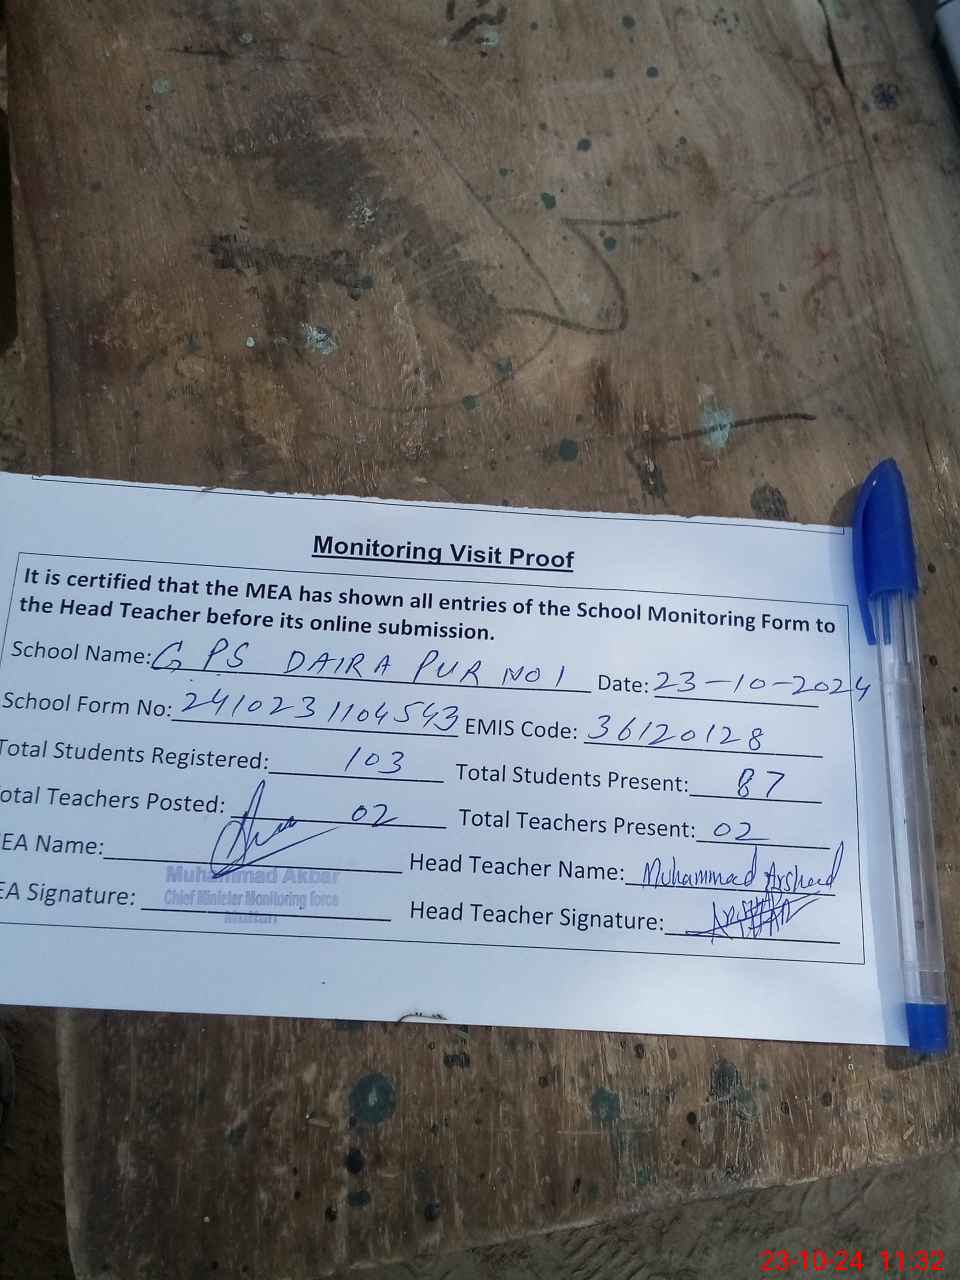 Monitoring Visit Proof
It is certified that the MEA has shown all entries of the School Monitoring Form to
the Head Teacher before its online submission.
School Name: G PS DAIRA PUR NO 1 Date: 23-10-2024
School Form No: 241023 1104543 EMIS Code: 36120128
Total Students Registered: 103 Total Students Present: 87
otal Teachers Posted: 02 Total Teachers Present: 02
EA Name: Head Teacher Name: Muhammad Arshad
Muhammad Akbar
EA Signature: Chief Minister Monitoring force Head Teacher Signature:
Multan
23-10-24 11:32